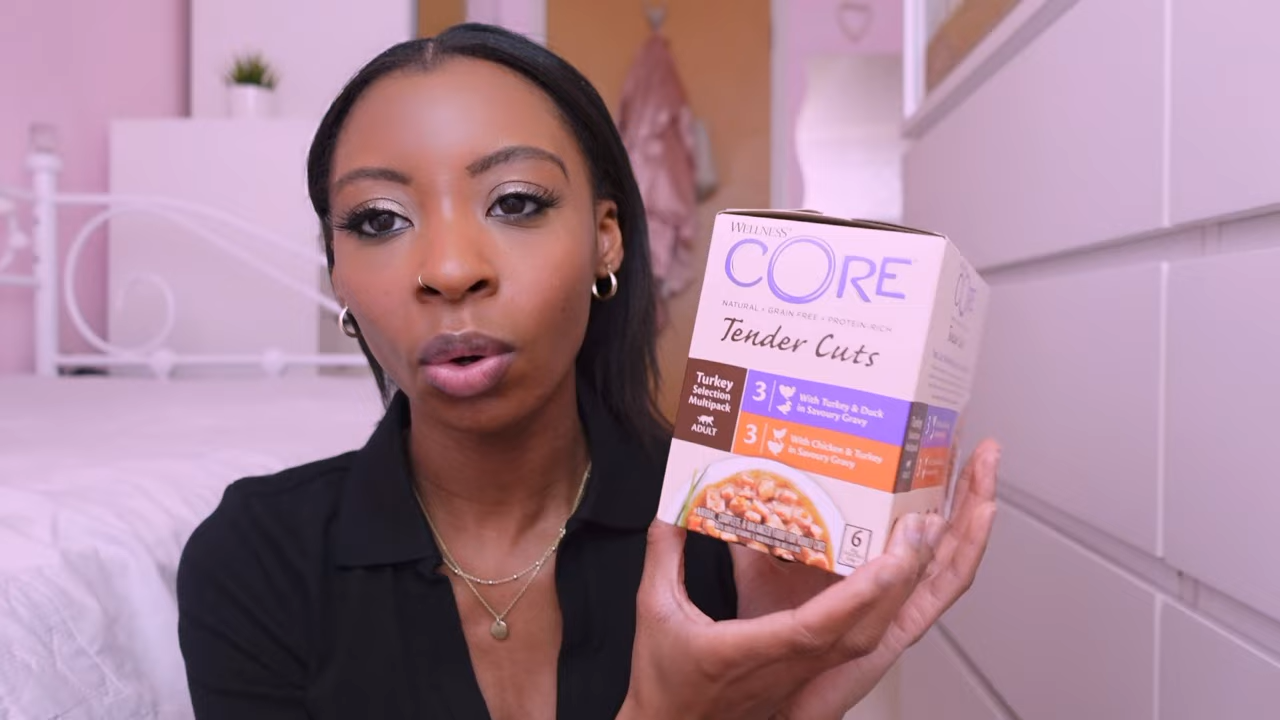 WELLNESS
CORE
NATURAL • GRAIN FREE • PROTEIN-RICH
Tender Cuts
Turkey
Selection
Multipack
ADULT
3
With Turkey & Duck
in Savoury Gravy
3
With Chicken & Turkey
in Savoury Gravy
6
CORE